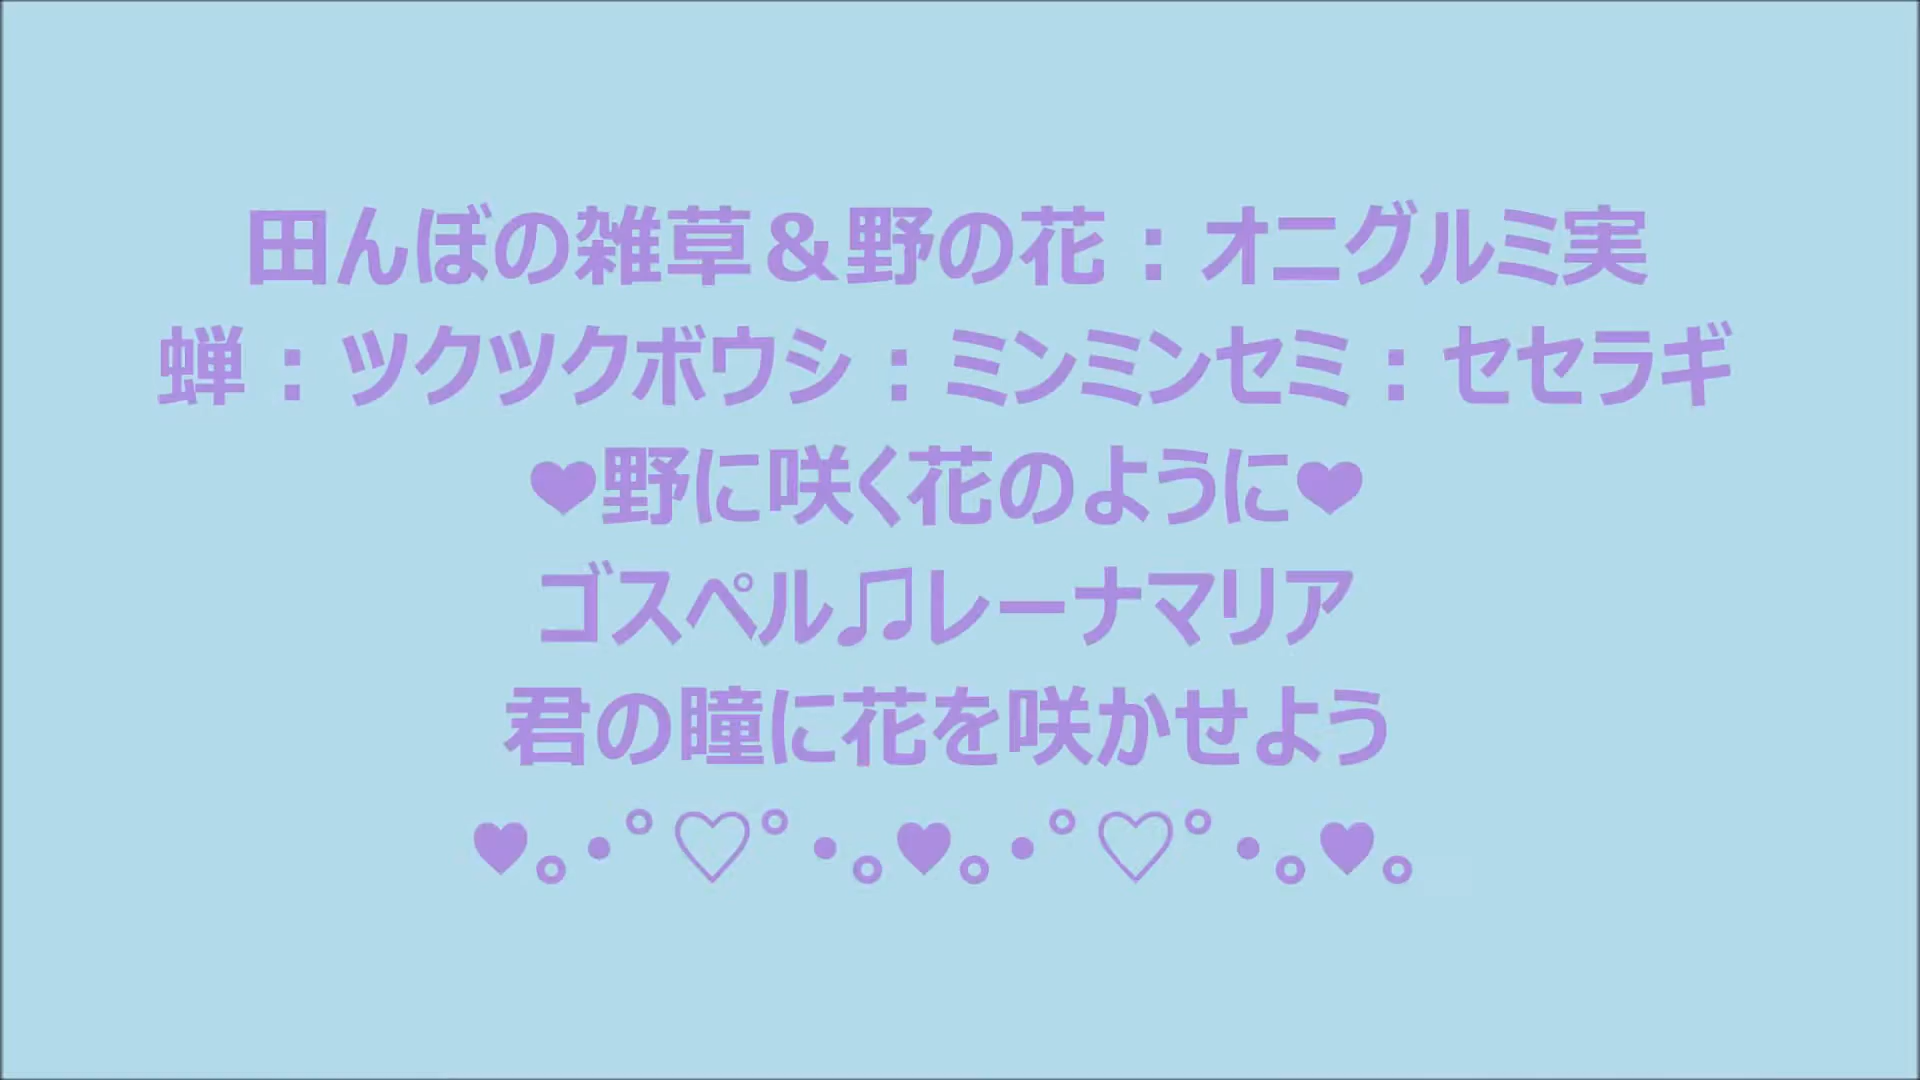 田んぼの雑草＆野の花：オニグルミ実
蝉：ツクツクボウシ：ミンミンセミ：セセラギ
❤野に咲く花のように❤
ゴスペル♫レーナマリア
君の瞳に花を咲かせよう
♥｡･ﾟ♡ﾟ･｡♥｡･ﾟ♡ﾟ･｡♥｡